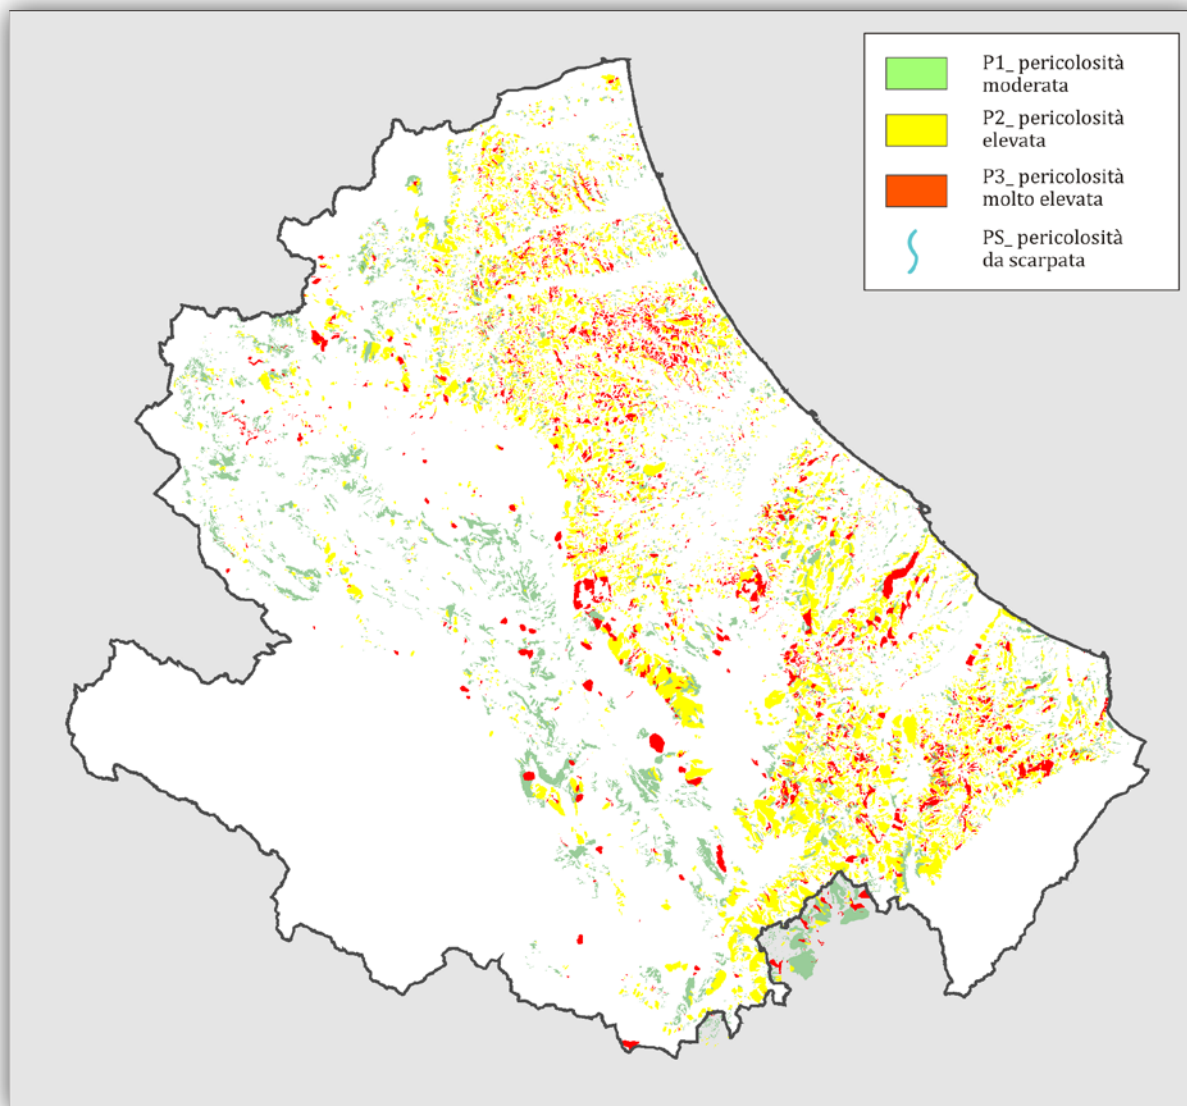 P1_ pericolosità
moderata
P2_ pericolosità
elevata
P3_ pericolosità
molto elevata
PS_ pericolosità
da scarpata